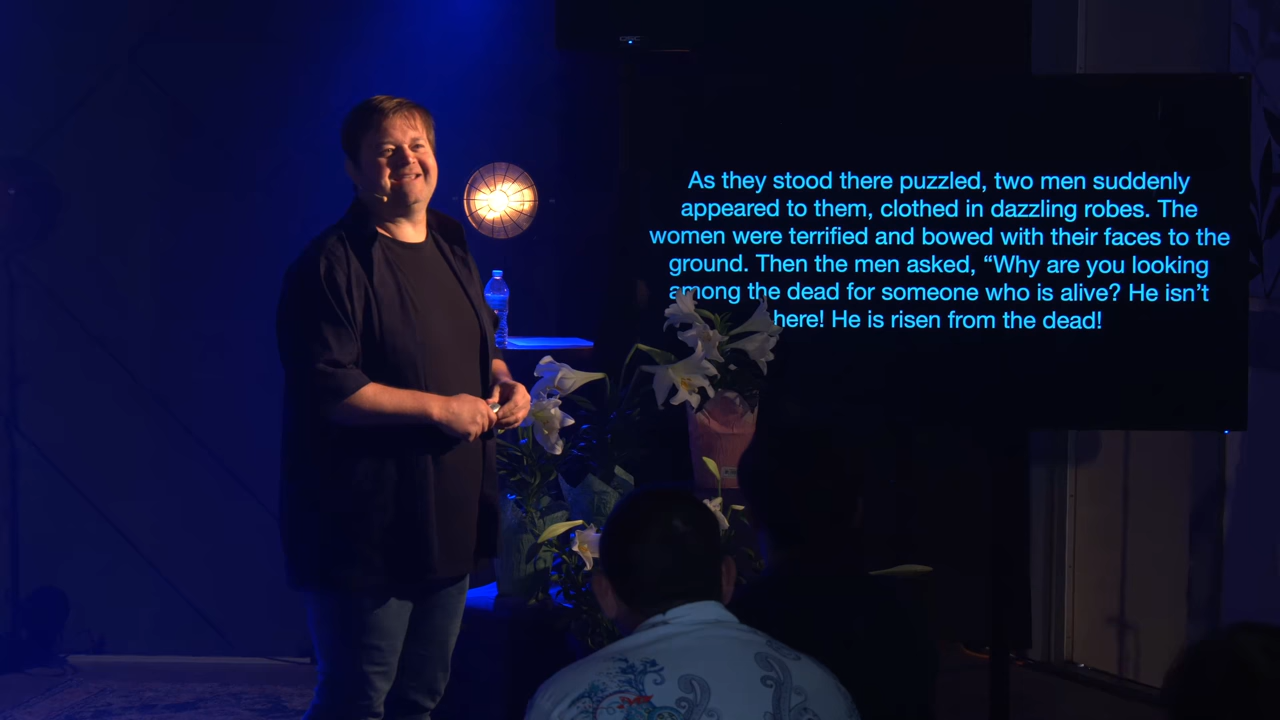 As they stood there puzzled, two men suddenly
appeared to them, clothed in dazzling robes. The
women were terrified and bowed with their faces to the
ground. Then the men asked, “Why are you looking
among the dead for someone who is alive? He isn’t
here! He is risen from the dead!